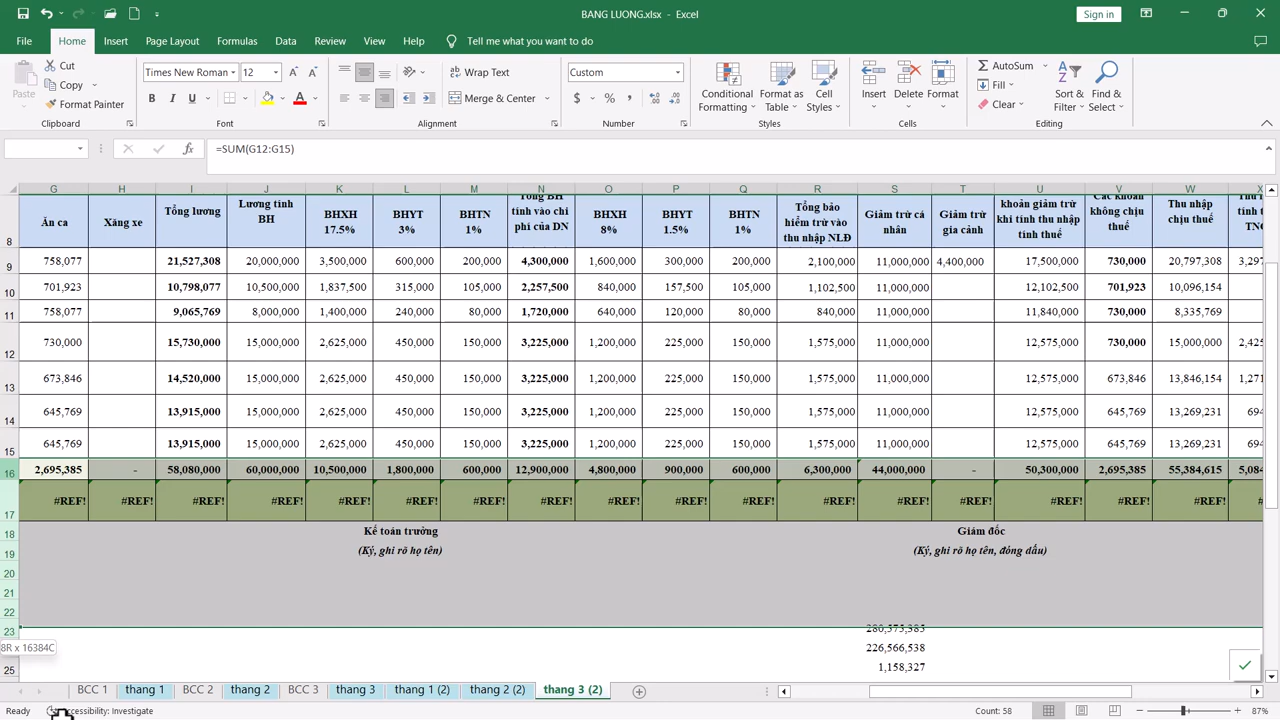 BANG LUONG.xlsx - Excel
Sign in
File Home Insert Page Layout Formulas Data Review View Help Tell me what you want to do
Paste Cut Copy Format Painter
Times New Roman 12
B I U
Wrap Text
Merge & Center
Custom
$ % ,
Conditional Formatting
Format as Table
Cell Styles
Insert Delete Format
AutoSum Fill Clear
Sort & Filter
Find & Select
Clipboard Font Alignment Number Styles Cells Editing
fx =SUM(G12:G15)
G H I J K L M N O P Q R S T U V W X
8 Ăn ca Xăng xe Tổng lương Lương tính BH BHXH 17.5% BHYT 3% BHTN 1% Tổng BH tính vào chi phí của DN BHXH 8% BHYT 1.5% BHTN 1% Tổng bảo hiểm trừ vào thu nhập NLĐ Giảm trừ cá nhân Giảm trừ gia cảnh khoản giảm trừ khi tính thu nhập tính thuế Các khoản không chịu thuế Thu nhập chịu thuế
9 758,077 21,527,308 20,000,000 3,500,000 600,000 200,000 4,300,000 1,600,000 300,000 200,000 2,100,000 11,000,000 4,400,000 17,500,000 730,000 20,797,308 3,297
10 701,923 10,798,077 10,500,000 1,837,500 315,000 105,000 2,257,500 840,000 157,500 105,000 1,102,500 11,000,000 12,102,500 701,923 10,096,154
11 758,077 9,065,769 8,000,000 1,400,000 240,000 80,000 1,720,000 640,000 120,000 80,000 840,000 11,000,000 11,840,000 730,000 8,335,769
12 730,000 15,730,000 15,000,000 2,625,000 450,000 150,000 3,225,000 1,200,000 225,000 150,000 1,575,000 11,000,000 12,575,000 730,000 15,000,000 2,425
13 673,846 14,520,000 15,000,000 2,625,000 450,000 150,000 3,225,000 1,200,000 225,000 150,000 1,575,000 11,000,000 12,575,000 673,846 13,846,154 1,271
14 645,769 13,915,000 15,000,000 2,625,000 450,000 150,000 3,225,000 1,200,000 225,000 150,000 1,575,000 11,000,000 12,575,000 645,769 13,269,231 694
15 645,769 13,915,000 15,000,000 2,625,000 450,000 150,000 3,225,000 1,200,000 225,000 150,000 1,575,000 11,000,000 12,575,000 645,769 13,269,231 694
16 2,695,385 - 58,080,000 60,000,000 10,500,000 1,800,000 600,000 12,900,000 4,800,000 900,000 600,000 6,300,000 44,000,000 - 50,300,000 2,695,385 55,384,615 5,084
17 #REF! #REF! #REF! #REF! #REF! #REF! #REF! #REF! #REF! #REF! #REF! #REF! #REF! #REF! #REF! #REF! #REF!
18 Kế toán trưởng Giám đốc
19 (Ký, ghi rõ họ tên) (Ký, ghi rõ họ tên, đóng dấu)
20
22
23 280,575,385
8R x 16384C 226,566,538
25 1,158,327
BCC 1 thang 1 BCC 2 thang 2 BCC 3 thang 3 thang 1 (2) thang 2 (2) thang 3 (2)
Ready Accessibility: Investigate Count: 58 87%